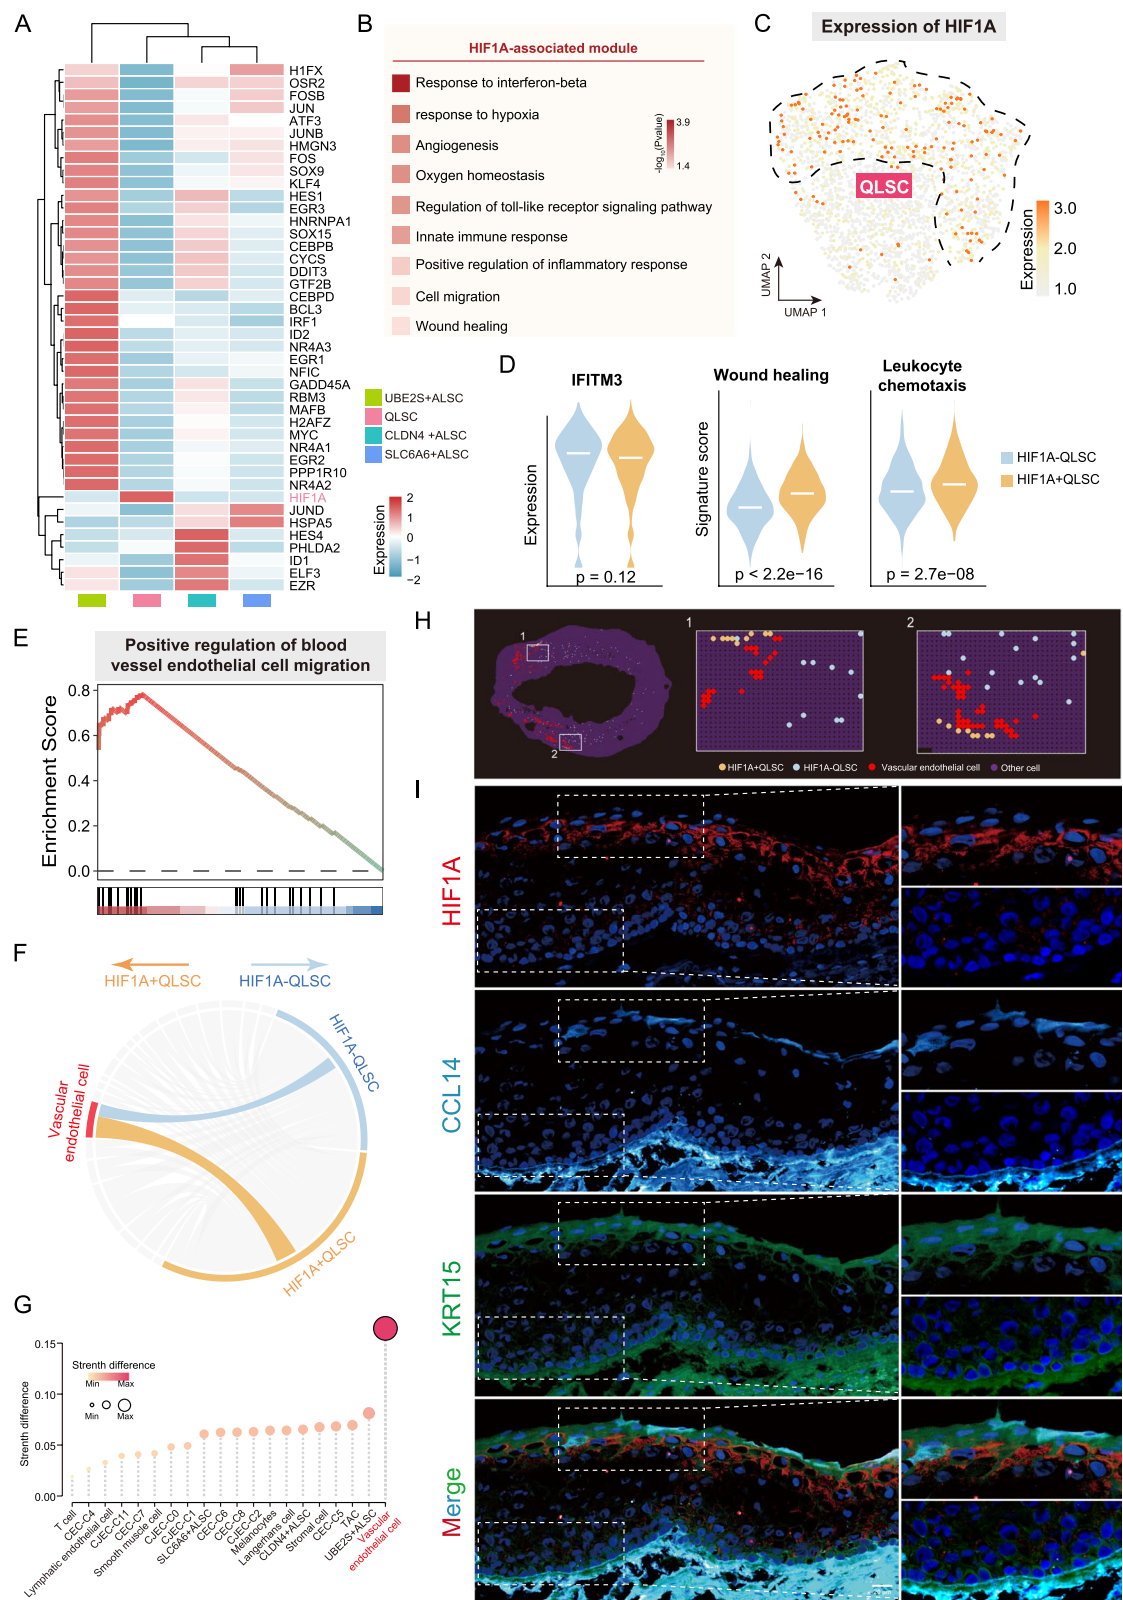 A
H1FX
OSR2
FOSB
JUN
ATF3
JUNB
HMGN3
FOS
SOX9
KLF4
HES1
EGR3
HNRNPA1
SOX15
CEBPB
CYCS
DDIT3
GTF2B
CEBPD
BCL3
IRF1
ID2
NR4A3
EGR1
NFIC
GADD45A
RBM3
MAFB
H2AFZ
MYC
NR4A1
EGR2
PPP1R10
NR4A2
HIF1A
JUND
HSPA5
HES4
PHLDA2
ID1
ELF3
EZR
UBE2S+ALSC
QLSC
CLDN4 +ALSC
SLC6A6+ALSC
Expression
2
1
0
−1
−2
B
HIF1A-associated module
Response to interferon-beta
response to hypoxia
Angiogenesis
Oxygen homeostasis
Regulation of toll-like receptor signaling pathway
Innate immune response
Positive regulation of inflammatory response
Cell migration
Wound healing
-log10(Pvalue)
3.9
1.4
C
Expression of HIF1A
QLSC
UMAP 2
UMAP 1
Expression
3.0
2.0
1.0
D
IFITM3
Wound healing
Leukocyte
chemotaxis
Expression
Signature score
p = 0.12
p < 2.2e−16
p = 2.7e−08
HIF1A-QLSC
HIF1A+QLSC
E
Positive regulation of blood
vessel endothelial cell migration
Enrichment Score
0.8
0.6
0.4
0.2
0.0
F
HIF1A+QLSC
HIF1A-QLSC
HIF1A-QLSC
Vascular
endothelial cell
HIF1A+QLSC
G
Strenth difference
0.15
0.10
0.05
0.00
Strenth difference
Min
Max
Min
Max
T cell
CEC-C4
Lymphatic endothelial cell
CJEC-C11
CEC-C7
Smooth muscle cell
CJEC-C0
CJEC-C1
SLC6A6+ALSC
CEC-C6
CEC-C8
CJEC-C2
Melanocytes
Langerhans cell
CLDN4+ALSC
Stromal cell
CEC-C5
TAC
UBE2S+ALSC
Vascular
endothelial cell
H
1
2
1
2
HIF1A+QLSC
HIF1A-QLSC
Vascular endothelial cell
Other cell
I
HIF1A
CCL14
KRT15
Merge